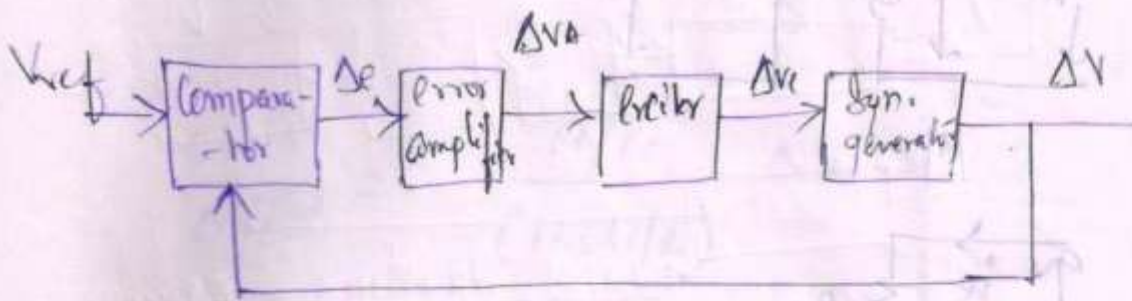 Vref
Compara-
-tor
Δe
error
amplifier
ΔVA
Exciter
ΔVe
Syn.
generator
ΔV